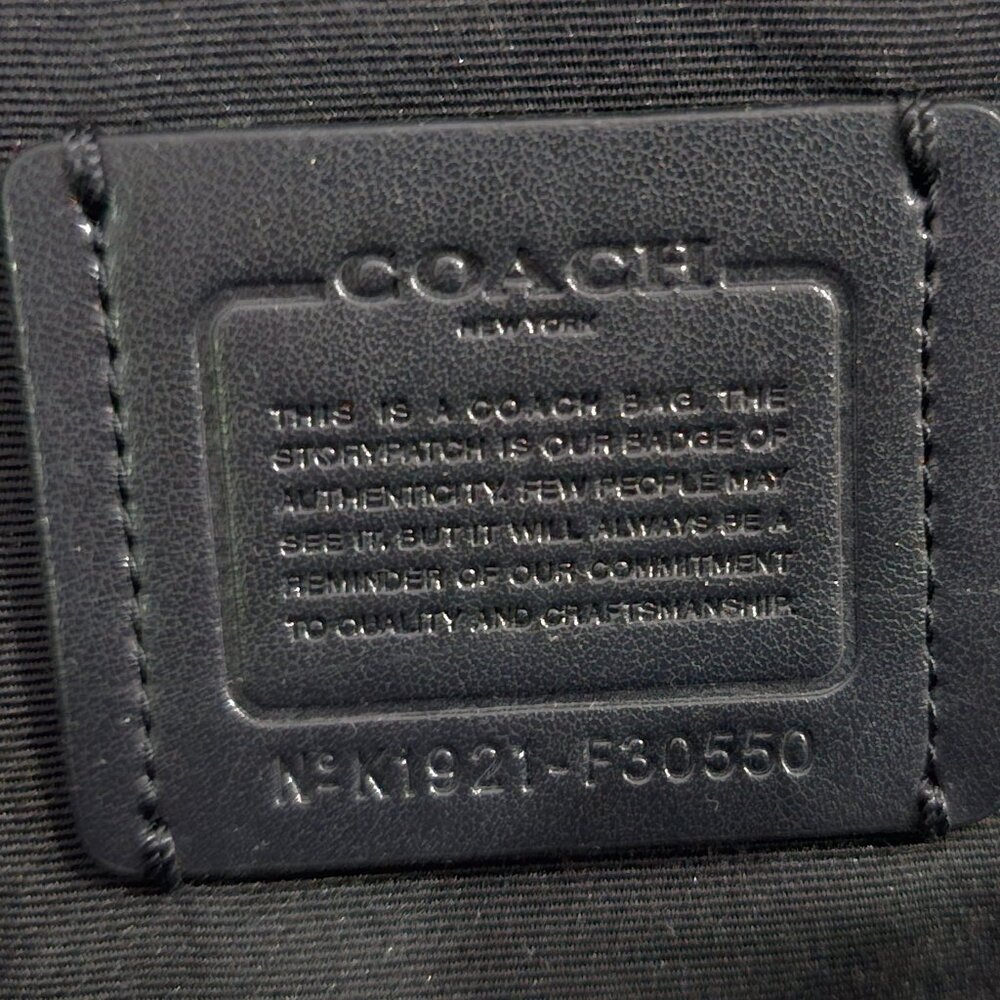 COACH
NEW YORK
THIS IS A COACH BAG. THE
STORYPATCH IS OUR BADGE OF
AUTHENTICITY. FEW PEOPLE MAY
SEE IT, BUT IT WILL ALWAYS BE A
REMINDER OF OUR COMMITMENT
TO QUALITY AND CRAFTSMANSHIP.
Nº K1921-F30550